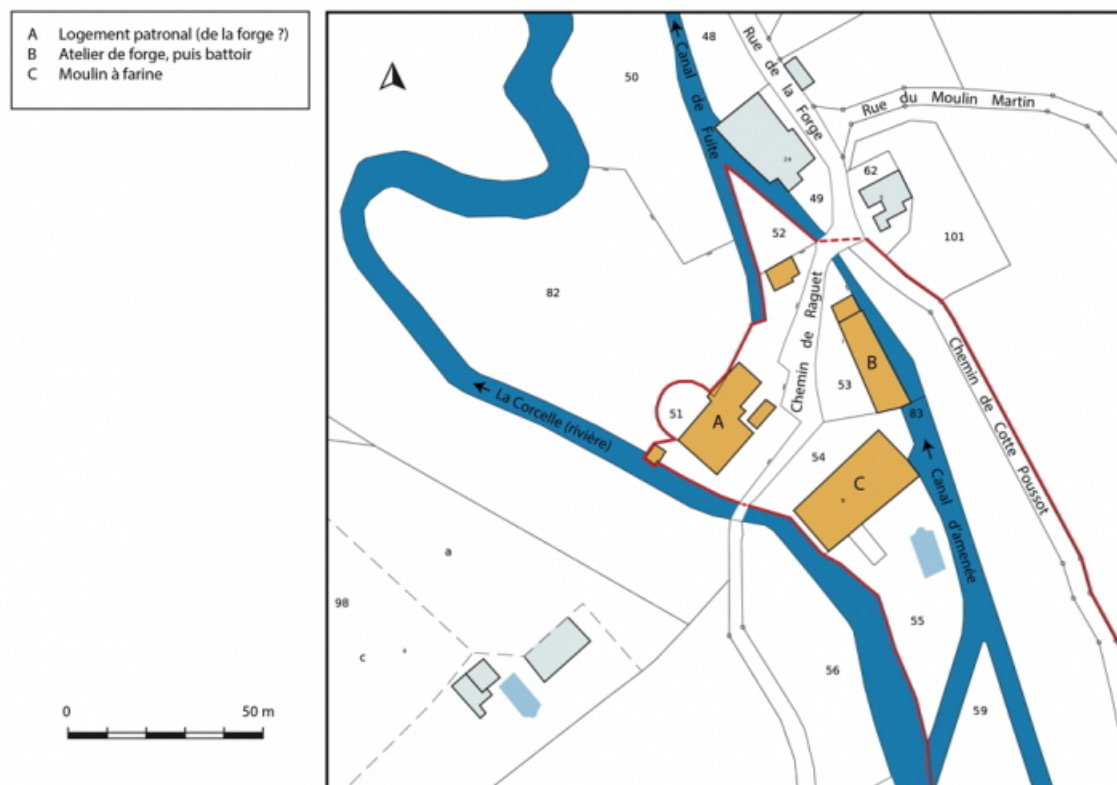 A Logement patronal (de la forge ?)
B Atelier de forge, puis battoir
C Moulin à farine
0 50 m
48
50
Canal de Fuite
Rue de la Forge
Rue du Moulin Martin
24
62
49
52
101
82
Chemin de Raguet
B
53
83
Chemin de Cotte Poussot
La Corcelle (rivière)
51
A
54
C
Canal d'amenée
a
98
c
55
56
59